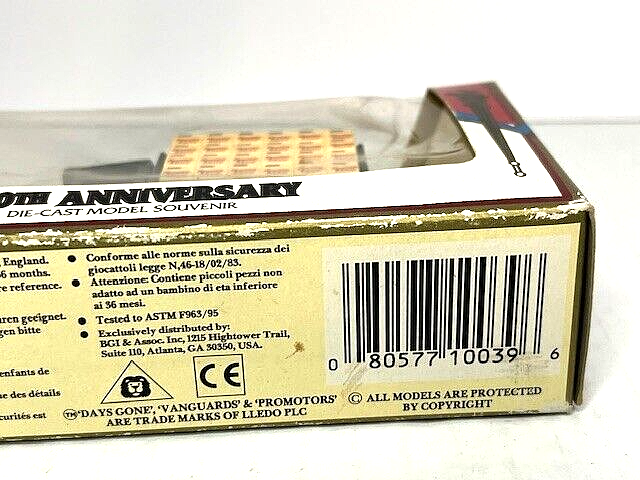 0TH ANNIVERSARY
DIE-CAST MODEL SOUVENIR
England.
6 months.
re reference.
uren geeignet.
gen bitte
enfants de
ne des détails
curités est
• Conforme alle norme sulla sicurezza dei
giocattoli legge N,46-18/02/83.
• Attenzione: Contiene piccoli pezzi non
adatto ad un bambino di eta inferiore
ai 36 mesi.
• Tested to ASTM F963/95
• Exclusively distributed by:
BGI & Assoc. Inc, 1215 Hightower Trail,
Suite 110, Atlanta, GA 30350, USA.
CE
TM 'DAYS GONE', 'VANGUARDS' & 'PROMOTORS'
ARE TRADE MARKS OF LLEDO PLC
0 80577 10039 6
© ALL MODELS ARE PROTECTED
BY COPYRIGHT